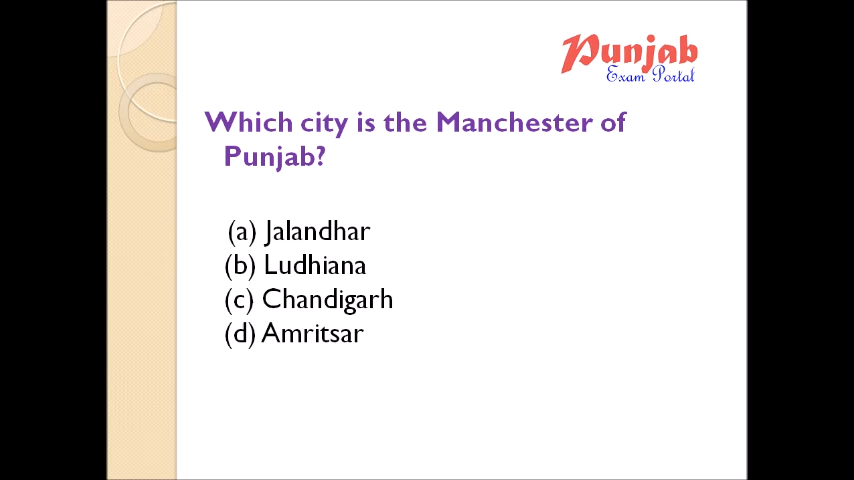 Punjab
Exam Portal
Which city is the Manchester of
Punjab?
(a) Jalandhar
(b) Ludhiana
(c) Chandigarh
(d) Amritsar